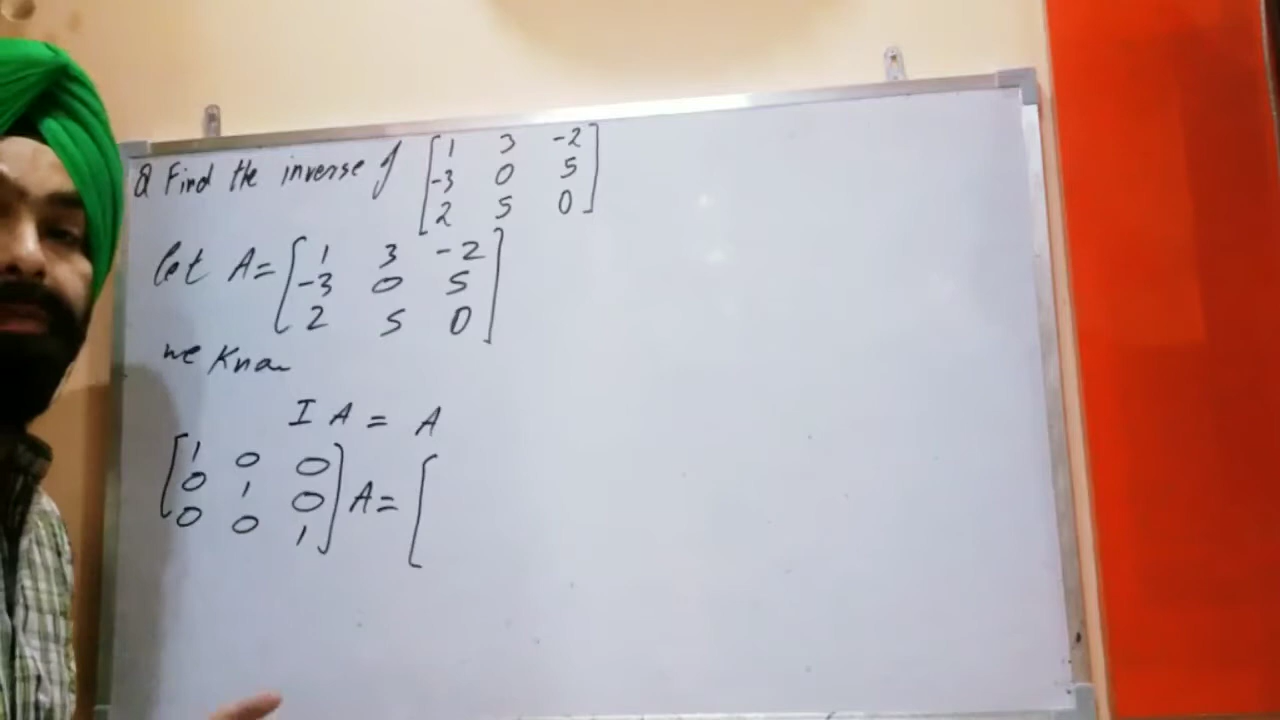 Q Find the inverse of [1 3 -2
-3 0 5
2 5 0]
let A = [1 3 -2
-3 0 5
2 5 0]
we know
I A = A
[1 0 0
0 1 0
0 0 1] A = [